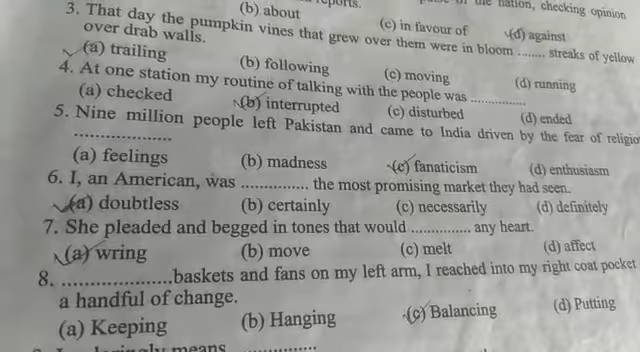 (b) about
the nation, checking opinion
(c) in favour of (d) against
3. That day the pumpkin vines that grew over them were in bloom ........ streaks of yellow
over drab walls.
(a) trailing (b) following (c) moving (d) running
4. At one station my routine of talking with the people was ................
(a) checked (b) interrupted (c) disturbed (d) ended
5. Nine million people left Pakistan and came to India driven by the fear of religio
...................
(a) feelings (b) madness (c) fanaticism (d) enthusiasm
6. I, an American, was ................ the most promising market they had seen.
(a) doubtless (b) certainly (c) necessarily (d) definitely
7. She pleaded and begged in tones that would ............... any heart.
(a) wring (b) move (c) melt (d) affect
8. ....................baskets and fans on my left arm, I reached into my right coat pocket
a handful of change.
(a) Keeping (b) Hanging (c) Balancing (d) Putting
means ................